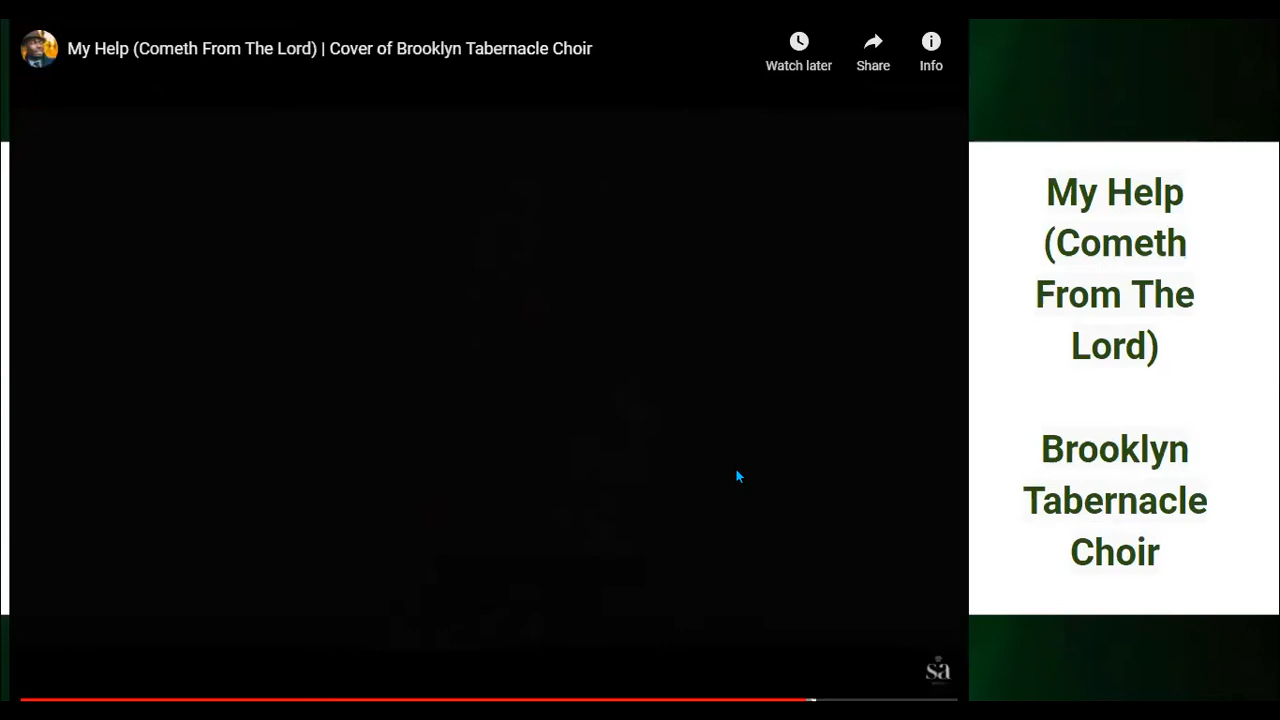 My Help (Cometh From The Lord) | Cover of Brooklyn Tabernacle Choir
Watch later
Share
Info
My Help
(Cometh
From The
Lord)
Brooklyn
Tabernacle
Choir
sa